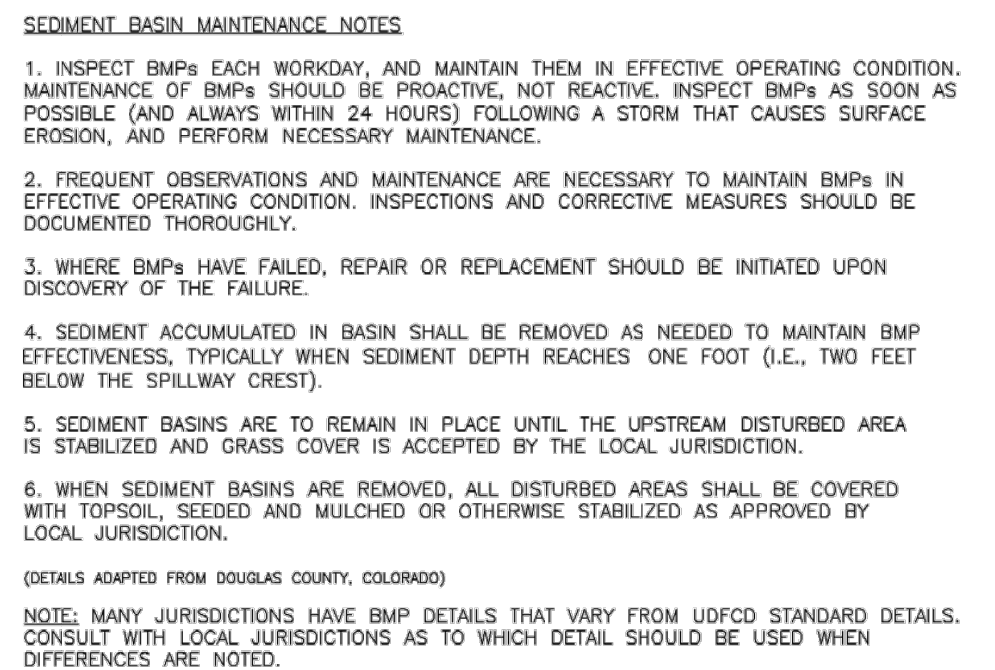 SEDIMENT BASIN MAINTENANCE NOTES
1. INSPECT BMPs EACH WORKDAY, AND MAINTAIN THEM IN EFFECTIVE OPERATING CONDITION.
MAINTENANCE OF BMPs SHOULD BE PROACTIVE, NOT REACTIVE. INSPECT BMPs AS SOON AS
POSSIBLE (AND ALWAYS WITHIN 24 HOURS) FOLLOWING A STORM THAT CAUSES SURFACE
EROSION, AND PERFORM NECESSARY MAINTENANCE.
2. FREQUENT OBSERVATIONS AND MAINTENANCE ARE NECESSARY TO MAINTAIN BMPs IN
EFFECTIVE OPERATING CONDITION. INSPECTIONS AND CORRECTIVE MEASURES SHOULD BE
DOCUMENTED THOROUGHLY.
3. WHERE BMPs HAVE FAILED, REPAIR OR REPLACEMENT SHOULD BE INITIATED UPON
DISCOVERY OF THE FAILURE.
4. SEDIMENT ACCUMULATED IN BASIN SHALL BE REMOVED AS NEEDED TO MAINTAIN BMP
EFFECTIVENESS, TYPICALLY WHEN SEDIMENT DEPTH REACHES ONE FOOT (I.E., TWO FEET
BELOW THE SPILLWAY CREST).
5. SEDIMENT BASINS ARE TO REMAIN IN PLACE UNTIL THE UPSTREAM DISTURBED AREA
IS STABILIZED AND GRASS COVER IS ACCEPTED BY THE LOCAL JURISDICTION.
6. WHEN SEDIMENT BASINS ARE REMOVED, ALL DISTURBED AREAS SHALL BE COVERED
WITH TOPSOIL, SEEDED AND MULCHED OR OTHERWISE STABILIZED AS APPROVED BY
LOCAL JURISDICTION.
(DETAILS ADAPTED FROM DOUGLAS COUNTY, COLORADO)
NOTE: MANY JURISDICTIONS HAVE BMP DETAILS THAT VARY FROM UDFCD STANDARD DETAILS.
CONSULT WITH LOCAL JURISDICTIONS AS TO WHICH DETAIL SHOULD BE USED WHEN
DIFFERENCES ARE NOTED.